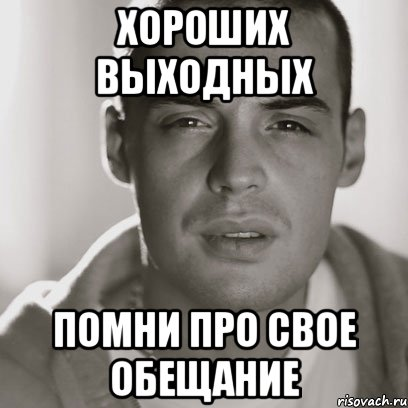 ХОРОШИХ
ВЫХОДНЫХ
ПОМНИ ПРО СВОЕ
ОБЕЩАНИЕ
risovach.ru